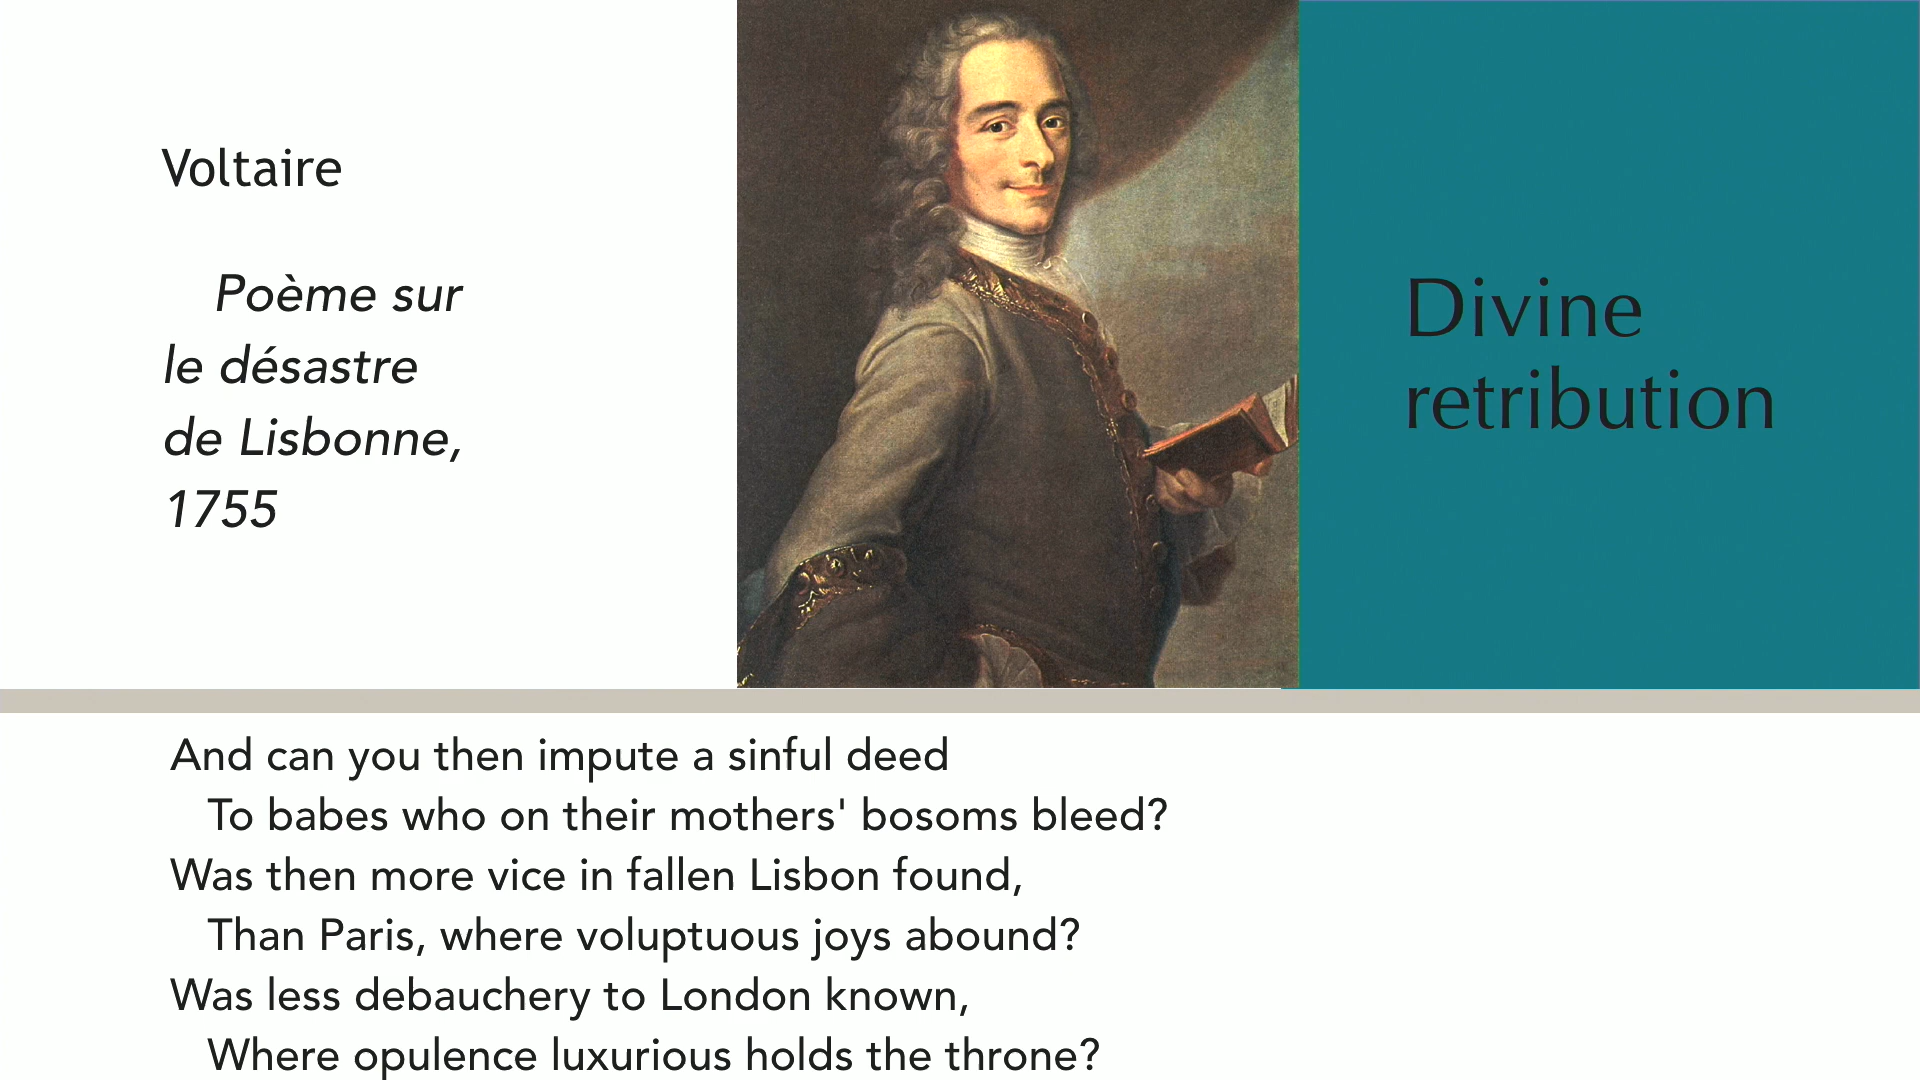 Voltaire
Poème sur
le désastre
de Lisbonne,
1755
Divine
retribution
And can you then impute a sinful deed
To babes who on their mothers' bosoms bleed?
Was then more vice in fallen Lisbon found,
Than Paris, where voluptuous joys abound?
Was less debauchery to London known,
Where opulence luxurious holds the throne?